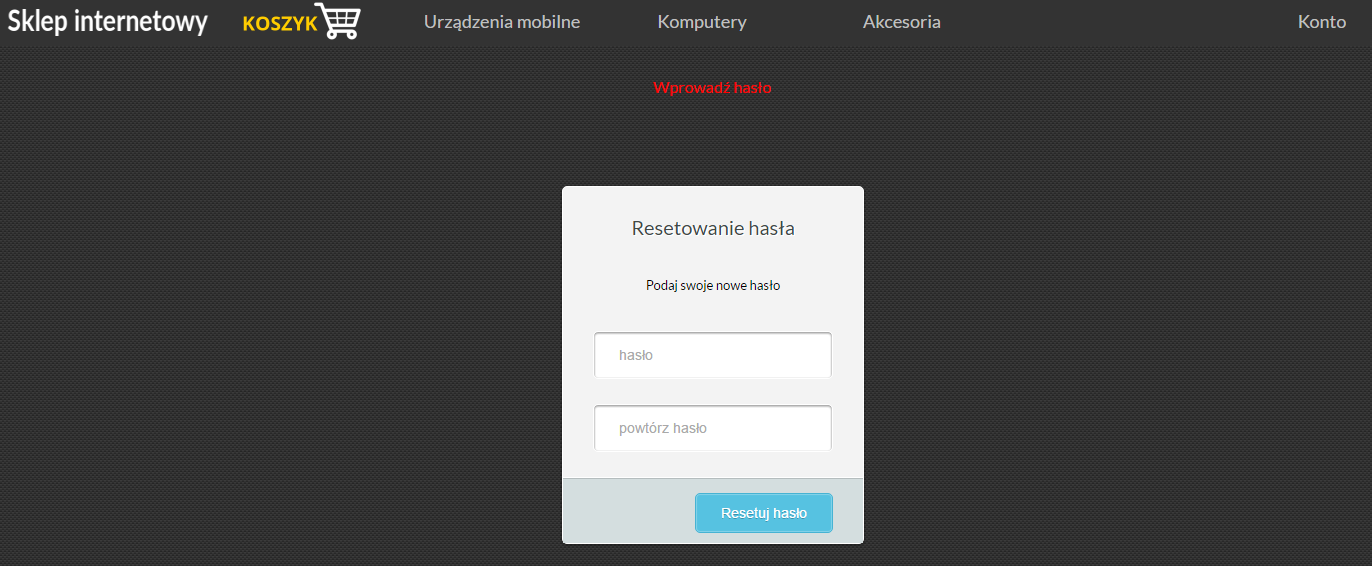 Sklep internetowy
KOSZYK
Urządzenia mobilne
Komputery
Akcesoria
Konto
Wprowadź hasło
Resetowanie hasła
Podaj swoje nowe hasło
hasło
powtórz hasło
Resetuj hasło